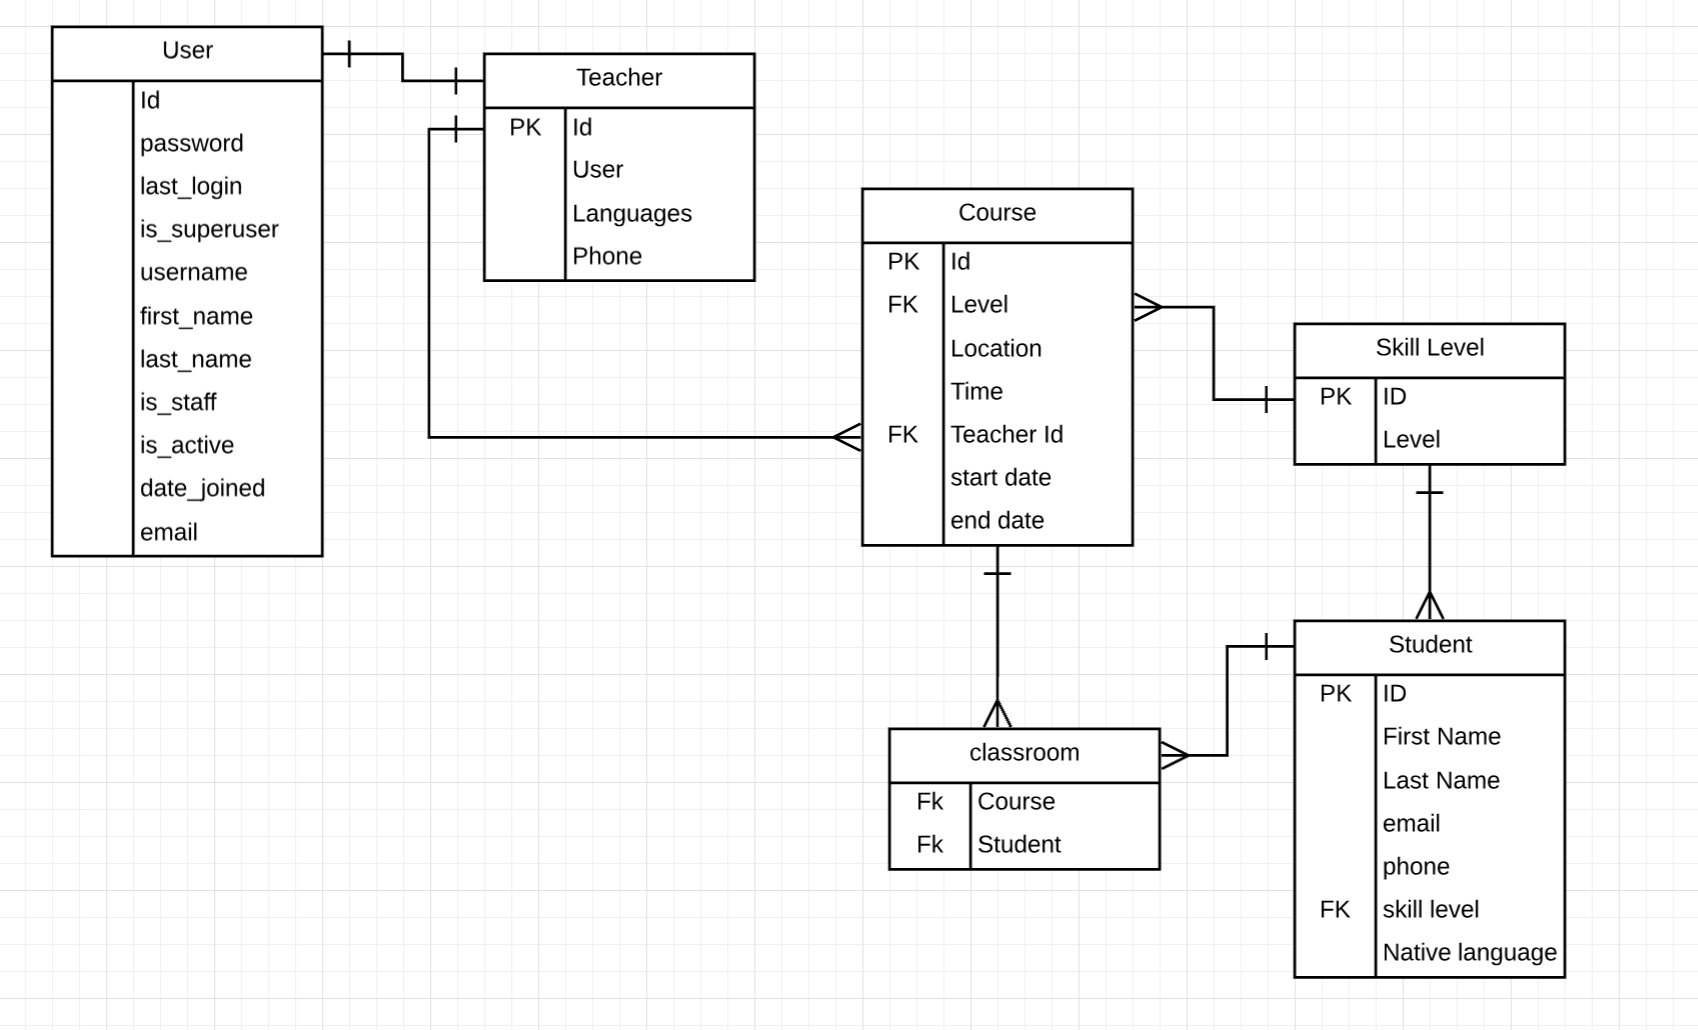 User
Id
password
last_login
is_superuser
username
first_name
last_name
is_staff
is_active
date_joined
email
Teacher
PK Id
User
Languages
Phone
Course
PK Id
FK Level
Location
Time
FK Teacher Id
start date
end date
Skill Level
PK ID
Level
classroom
Fk Course
Fk Student
Student
PK ID
First Name
Last Name
email
phone
FK skill level
Native language